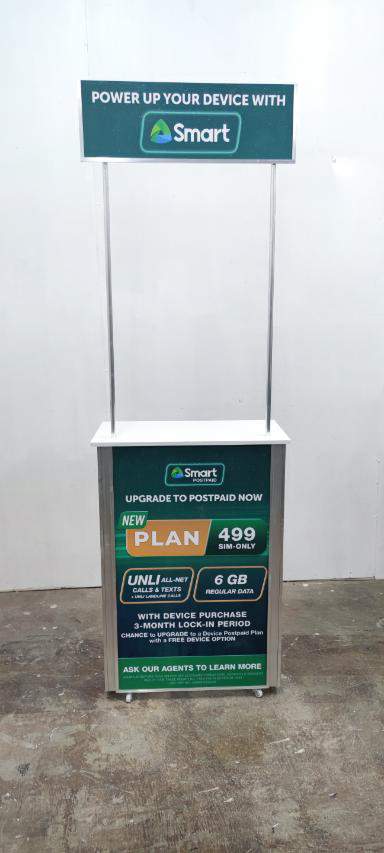 POWER UP YOUR DEVICE WITH
Smart
Smart
POSTPAID
UPGRADE TO POSTPAID NOW
NEW
PLAN 499
SIM-ONLY
UNLI ALL-NET
CALLS & TEXTS
+ UNLI LANDLINE CALLS
6 GB
REGULAR DATA
WITH DEVICE PURCHASE
3-MONTH LOCK-IN PERIOD
CHANCE to UPGRADE to a Device Postpaid Plan
with a FREE DEVICE OPTION
ASK OUR AGENTS TO LEARN MORE